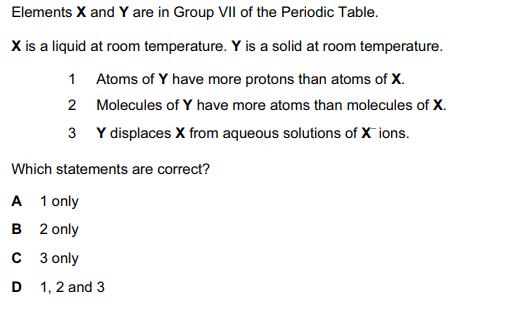 Elements X and Y are in Group VII of the Periodic Table.
X is a liquid at room temperature. Y is a solid at room temperature.
1 Atoms of Y have more protons than atoms of X.
2 Molecules of Y have more atoms than molecules of X.
3 Y displaces X from aqueous solutions of X⁻ ions.
Which statements are correct?
A 1 only
B 2 only
C 3 only
D 1, 2 and 3